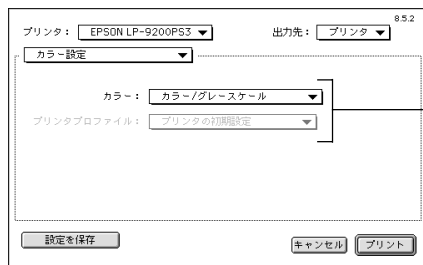 8.5.2
プリンタ： EPSON LP-9200PS3 出力先： プリンタ
カラー設定
カラー： カラー/グレースケール
プリンタプロファイル： プリンタの初期設定
設定を保存 キャンセル プリント